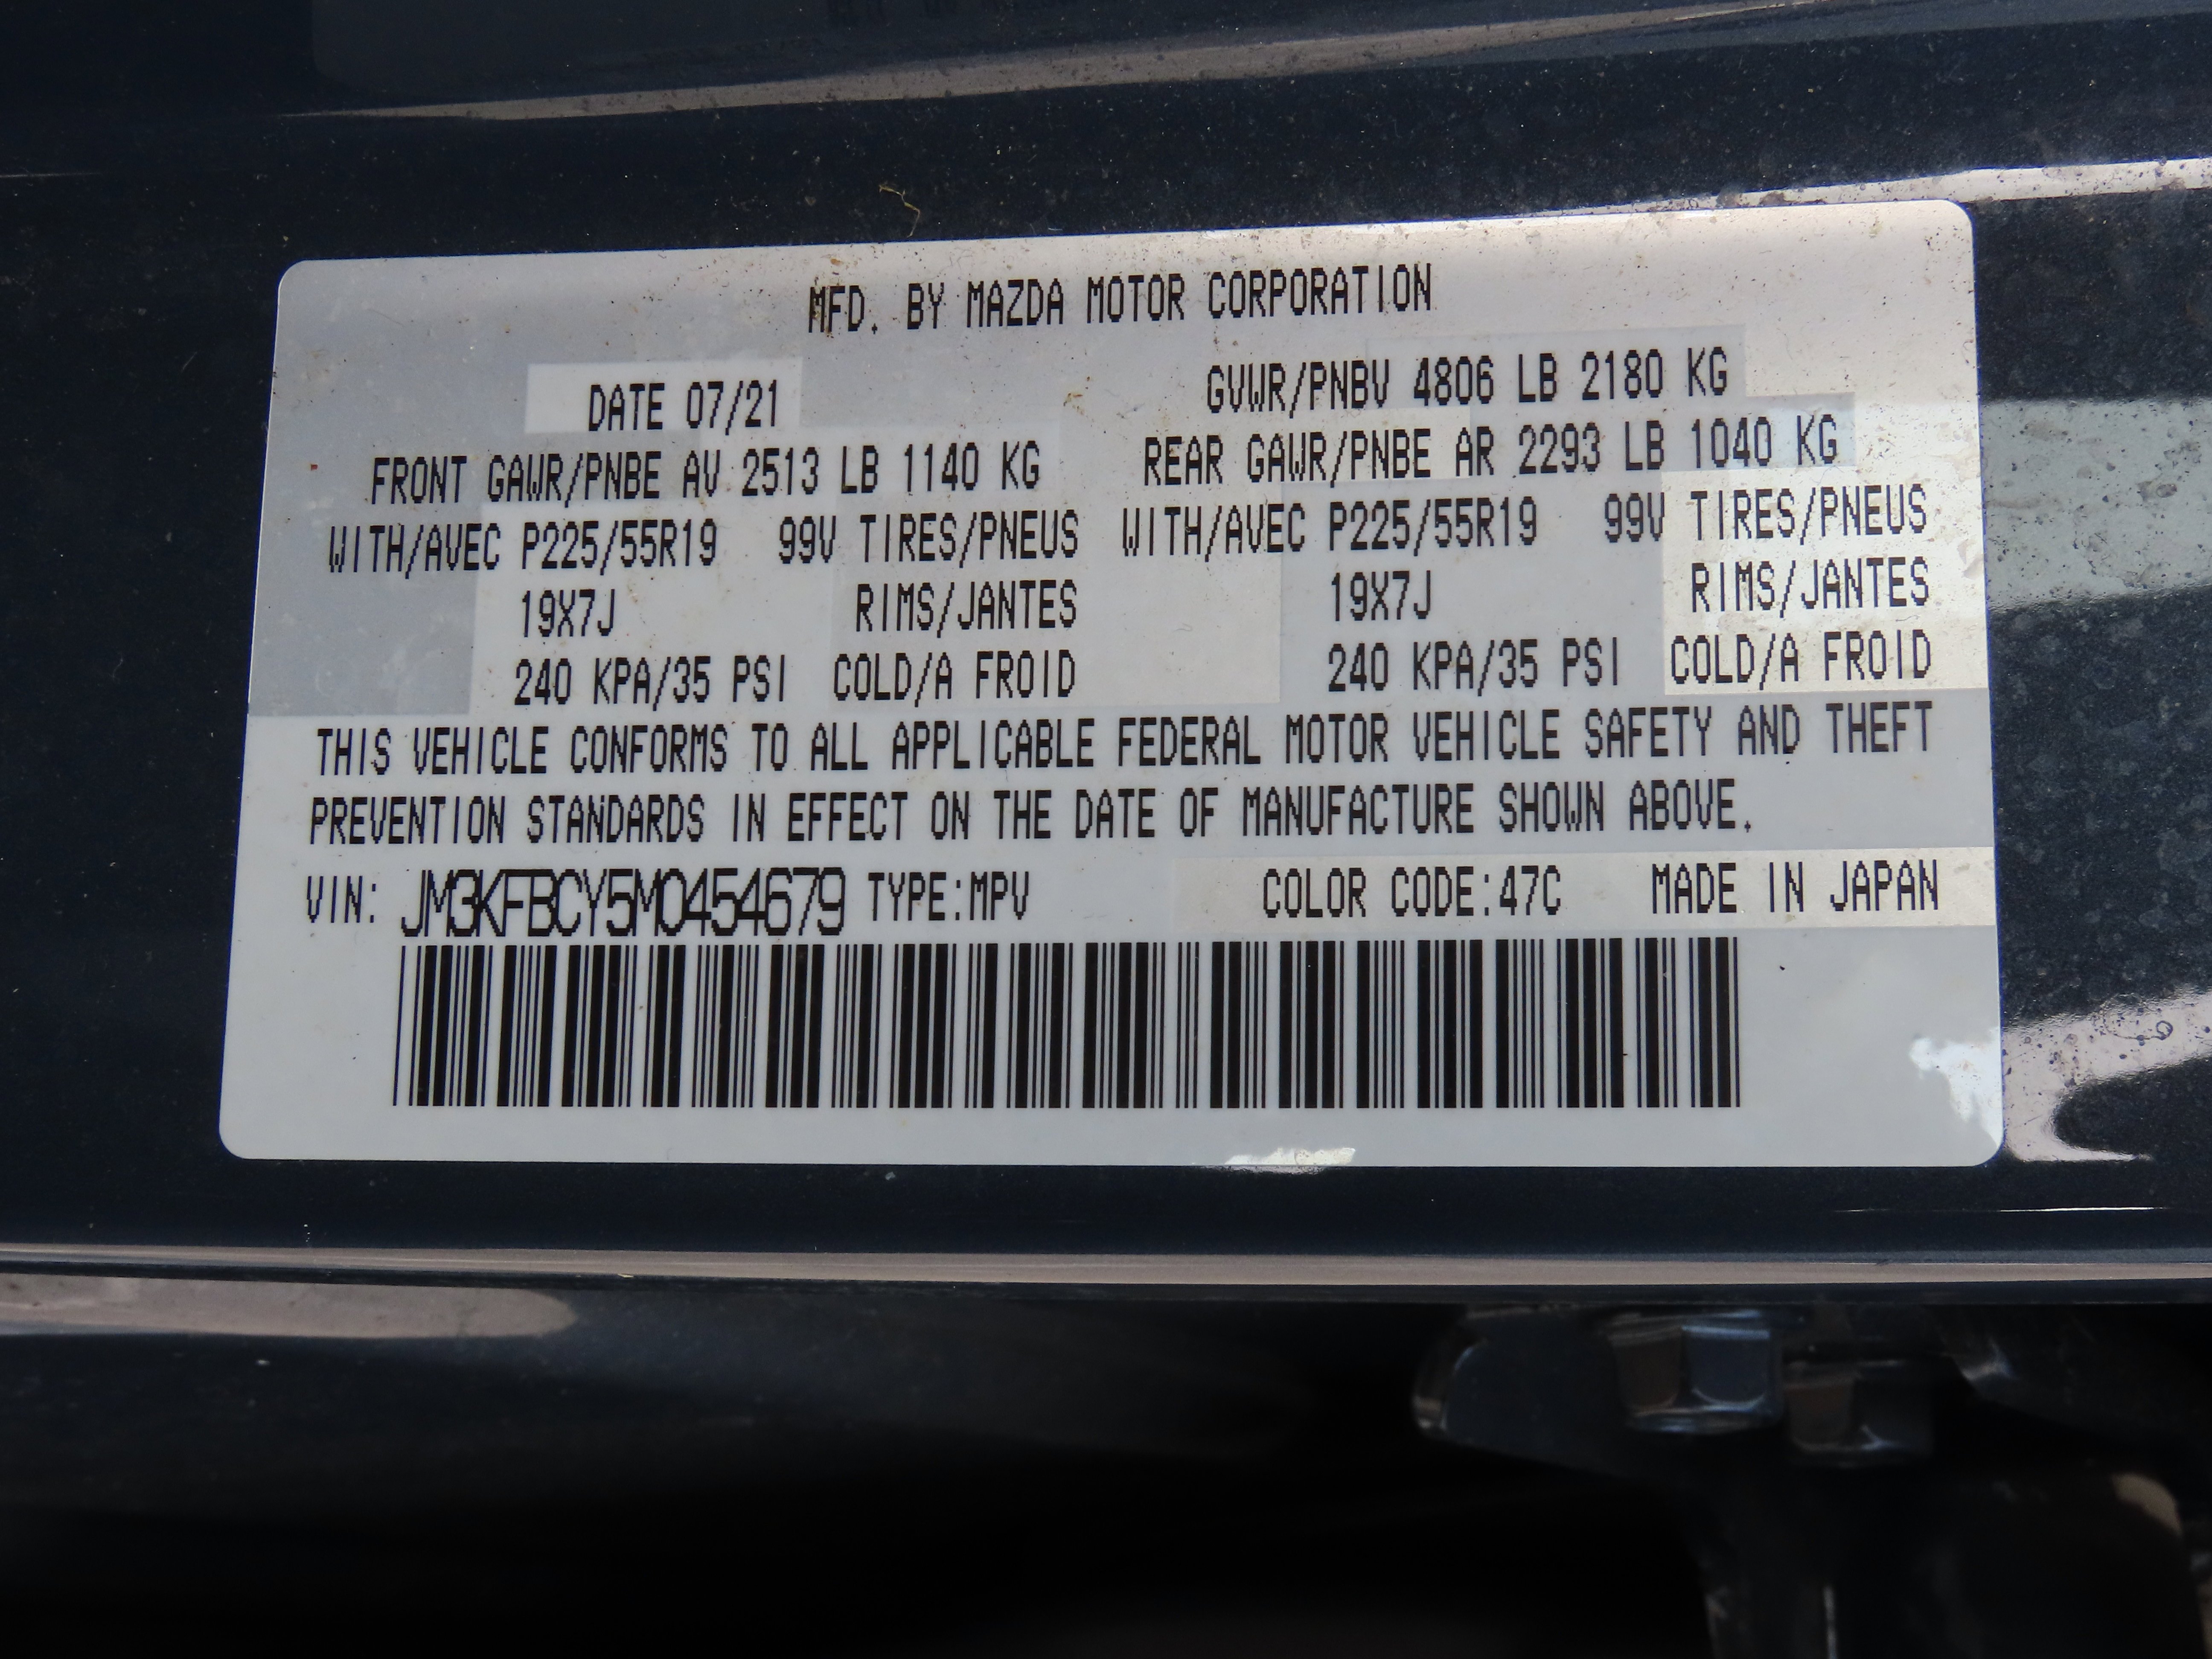 MFD. BY MAZDA MOTOR CORPORATION
DATE 07/21 GVWR/PNBV 4806 LB 2180 KG
FRONT GAWR/PNBE AV 2513 LB 1140 KG REAR GAWR/PNBE AR 2293 LB 1040 KG
WITH/AVEC P225/55R19 99V TIRES/PNEUS WITH/AVEC P225/55R19 99V TIRES/PNEUS
19X7J RIMS/JANTES 19X7J RIMS/JANTES
240 KPA/35 PSI COLD/A FROID 240 KPA/35 PSI COLD/A FROID
THIS VEHICLE CONFORMS TO ALL APPLICABLE FEDERAL MOTOR VEHICLE SAFETY AND THEFT
PREVENTION STANDARDS IN EFFECT ON THE DATE OF MANUFACTURE SHOWN ABOVE.
VIN: JM3KFBCY5M0454679 TYPE:MPV COLOR CODE:47C MADE IN JAPAN